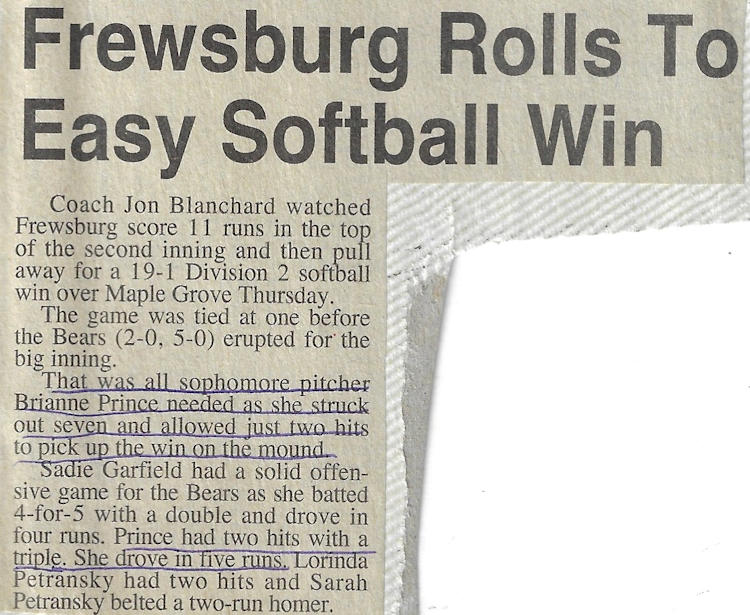 Frewsburg Rolls To
Easy Softball Win
Coach Jon Blanchard watched
Frewsburg score 11 runs in the top
of the second inning and then pull
away for a 19-1 Division 2 softball
win over Maple Grove Thursday.
The game was tied at one before
the Bears (2-0, 5-0) erupted for the
big inning.
That was all sophomore pitcher
Brianne Prince needed as she struck
out seven and allowed just two hits
to pick up the win on the mound.
Sadie Garfield had a solid offen-
sive game for the Bears as she batted
4-for-5 with a double and drove in
four runs. Prince had two hits with a
triple. She drove in five runs. Lorinda
Petransky had two hits and Sarah
Petransky belted a two-run homer.